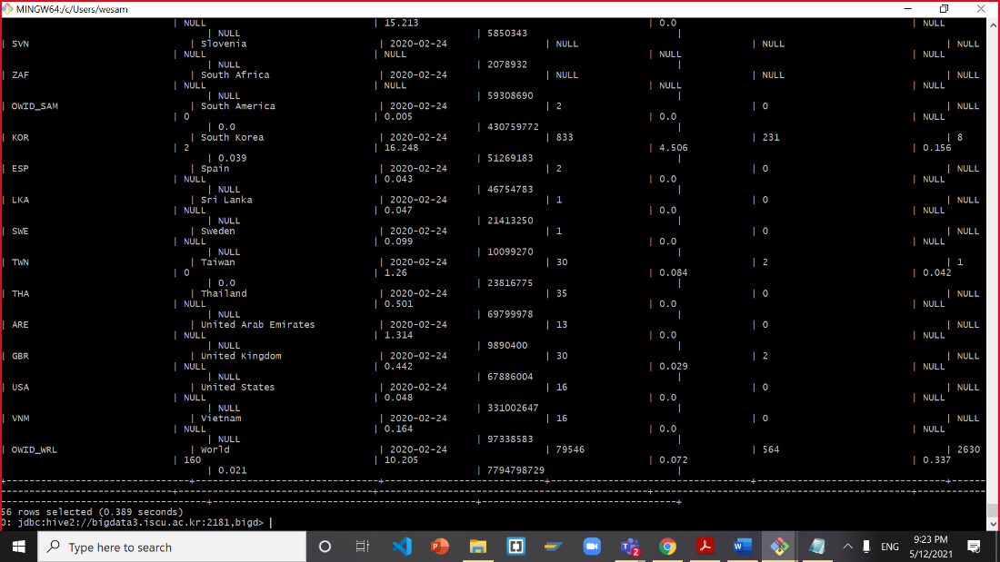 MINGW64:/c/Users/wesam
| NULL | 15.213 | 0.0 | NULL
| NULL | 5850343
| SVN | Slovenia | 2020-02-24 | NULL | NULL | NULL
| NULL | NULL | NULL | NULL
| NULL | 2078932 |
| ZAF | South Africa | 2020-02-24 | NULL | NULL | NULL
| NULL | NULL | NULL | NULL
| NULL | 59308690 |
| OWID_SAM | South America | 2020-02-24 | 2 | 0 | NULL
| 0 | 0.005 | 0.0 | NULL
| 0.0 | 430759772 |
| KOR | South Korea | 2020-02-24 | 833 | 231 | 8
| 2 | 16.248 | 4.506 | 0.156
| 0.039 | 51269183 |
| ESP | Spain | 2020-02-24 | 2 | 0 | NULL
| NULL | 0.043 | 0.0 | NULL
| NULL | 46754783 |
| LKA | Sri Lanka | 2020-02-24 | 1 | 0 | NULL
| NULL | 0.047 | 0.0 | NULL
| NULL | 21413250 |
| SWE | Sweden | 2020-02-24 | 1 | 0 | NULL
| NULL | 0.099 | 0.0 | NULL
| NULL | 10099270 |
| TWN | Taiwan | 2020-02-24 | 30 | 2 | 1
| 0 | 1.26 | 0.084 | 0.042
| 0.0 | 23816775 |
| THA | Thailand | 2020-02-24 | 35 | 0 | NULL
| NULL | 0.501 | 0.0 | NULL
| NULL | 69799978 |
| ARE | United Arab Emirates | 2020-02-24 | 13 | 0 | NULL
| NULL | 1.314 | 0.0 | NULL
| NULL | 9890400 |
| GBR | United Kingdom | 2020-02-24 | 30 | 2 | NULL
| NULL | 0.442 | 0.029 | NULL
| NULL | 67886004 |
| USA | United States | 2020-02-24 | 16 | 0 | NULL
| NULL | 0.048 | 0.0 | NULL
| NULL | 331002647 |
| VNM | Vietnam | 2020-02-24 | 16 | 0 | NULL
| NULL | 0.164 | 0.0 | NULL
| NULL | 97338583 |
| OWID_WRL | World | 2020-02-24 | 79546 | 564 | 2630
| 160 | 10.205 | 0.072 | 0.337
| 0.021 | 7794798729 |
56 rows selected (0.389 seconds)
0: jdbc:hive2://bigdata3.iscu.ac.kr:2181,bigd>
Type here to search
2
ENG
9:23 PM
5/12/2021